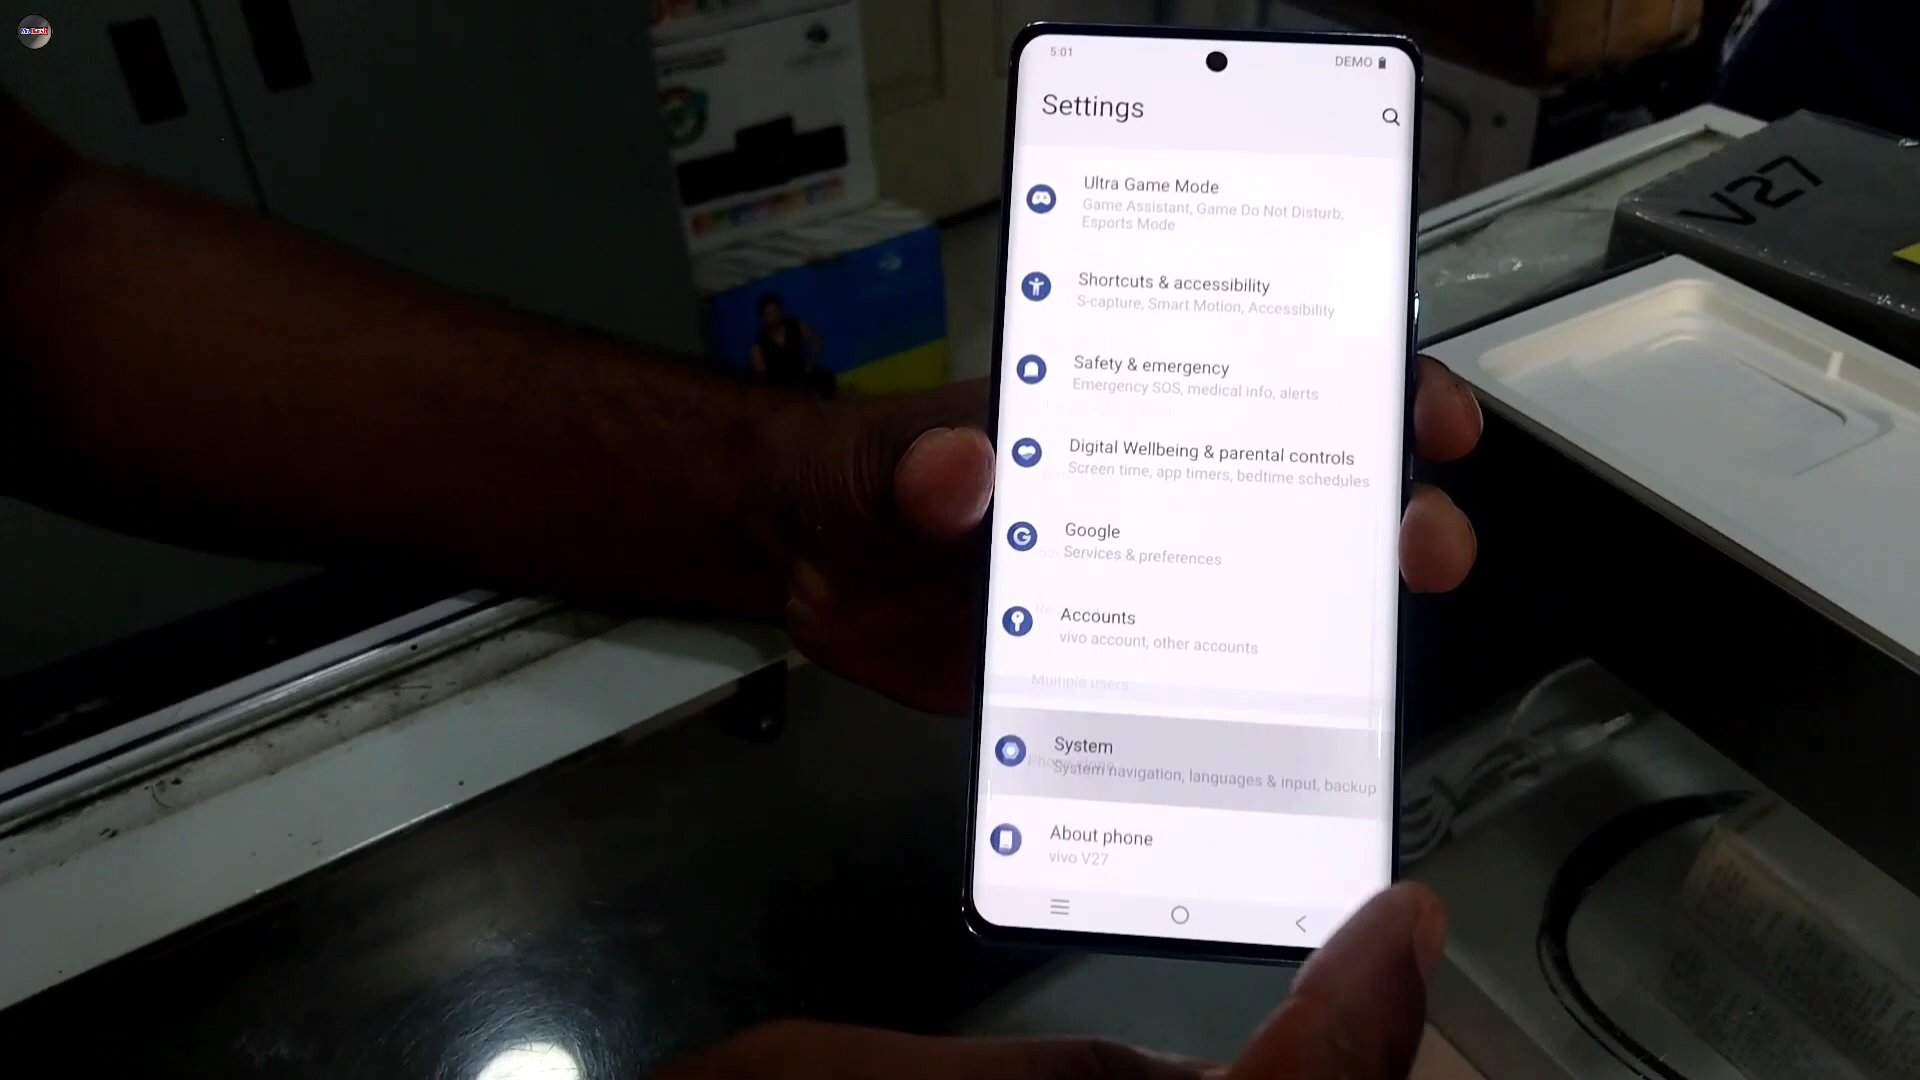 5:01
DEMO
Settings
Ultra Game Mode
Game Assistant, Game Do Not Disturb,
Esports Mode
Shortcuts & accessibility
S-capture, Smart Motion, Accessibility
Safety & emergency
Emergency SOS, medical info, alerts
Digital Wellbeing & parental controls
Screen time, app timers, bedtime schedules
Google
Services & preferences
Accounts
vivo account, other accounts
Multiple users
System
System navigation, languages & input, backup
About phone
vivo V27
V27